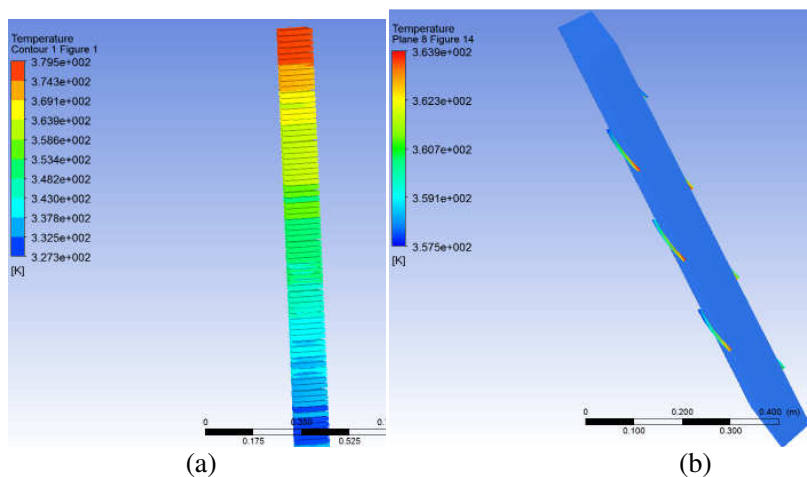 Temperature
Contour 1 Figure 1
3.795e+002
3.743e+002
3.691e+002
3.639e+002
3.586e+002
3.534e+002
3.482e+002
3.430e+002
3.378e+002
3.325e+002
3.273e+002
[K]
0
0.350
0.175
0.525
(a)
Temperature
Plane 8 Figure 14
3.639e+002
3.623e+002
3.607e+002
3.591e+002
3.575e+002
[K]
0
0.200
0.400
(m)
0.100
0.300
(b)